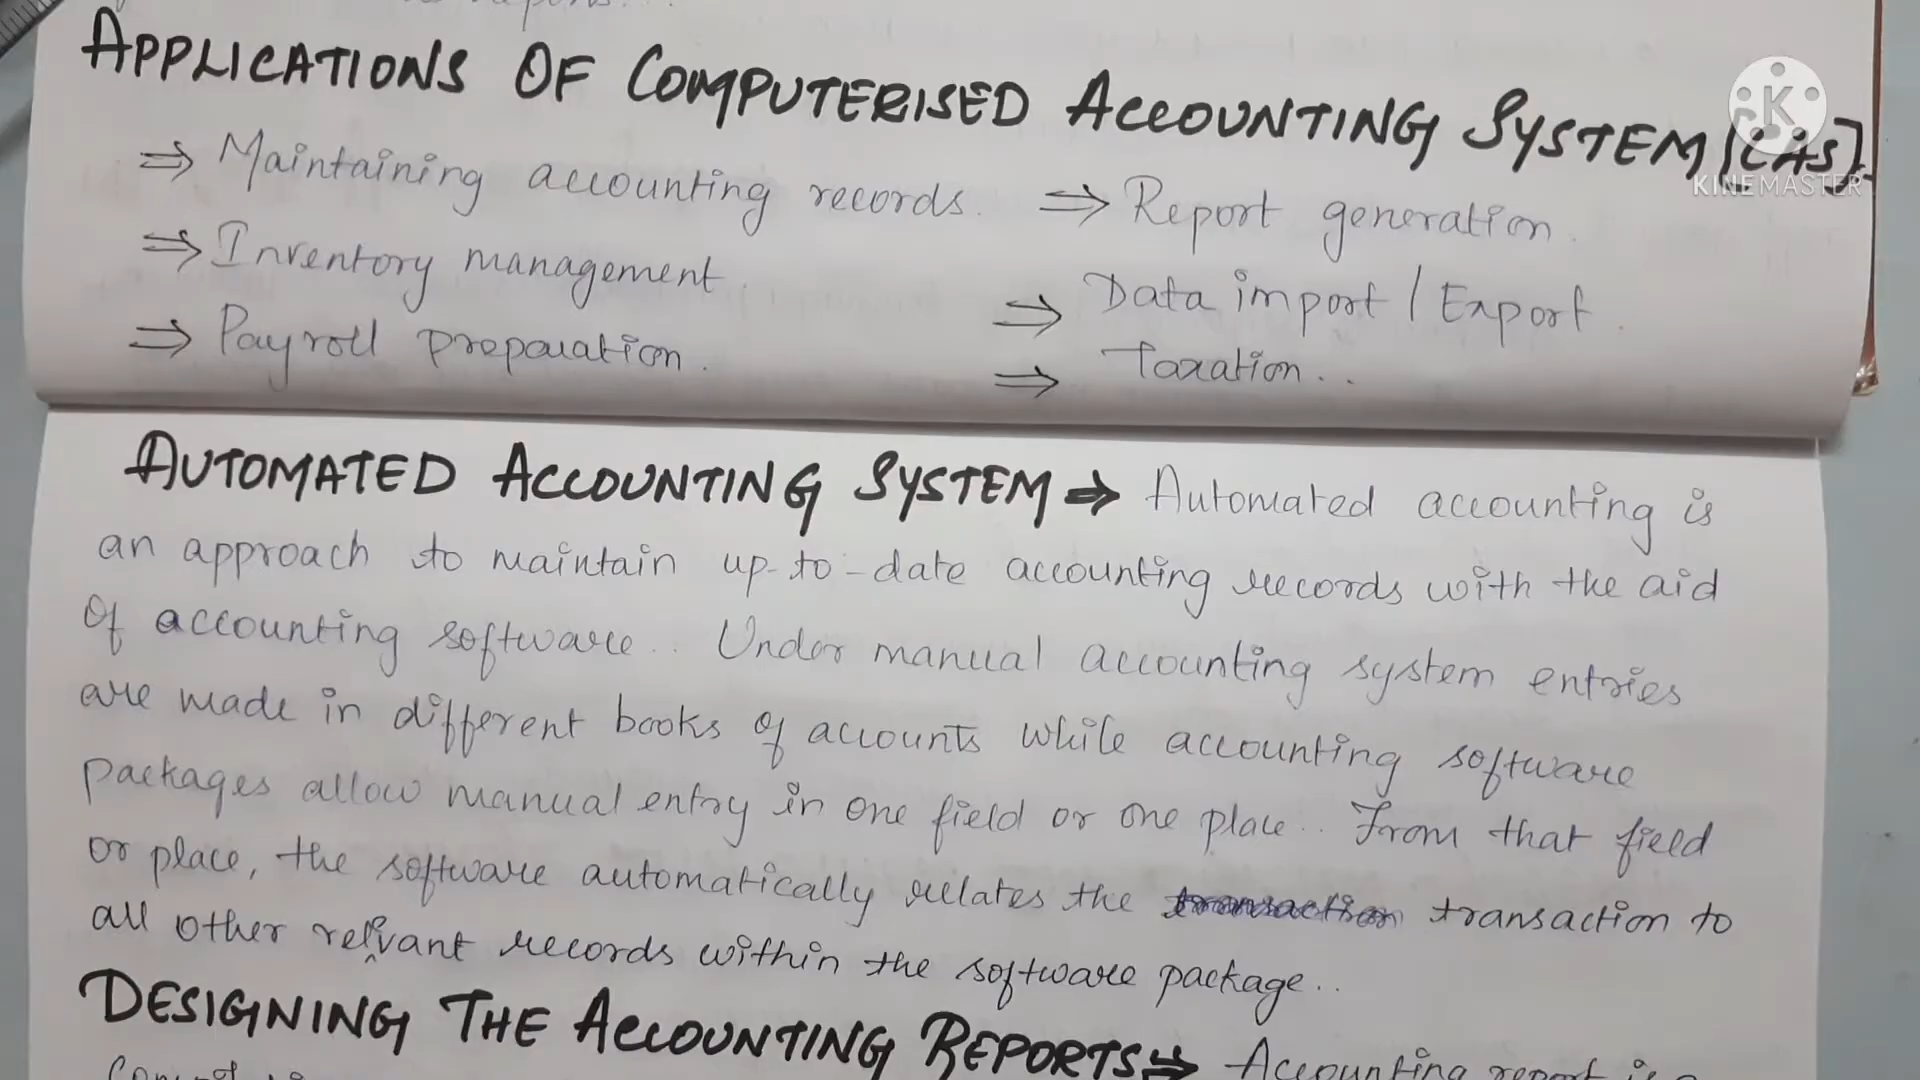 APPLICATIONS OF COMPUTERISED ACCOUNTING SYSTEM [CAS].
K
KINEMASTER
⇒ Maintaining accounting records. ⇒ Report generation.
⇒ Inventory management. ⇒ Data import / Export.
⇒ Payroll preparation. ⇒ Taxation..
AUTOMATED ACCOUNTING SYSTEM → Automated accounting is
an approach to maintain up-to-date accounting records with the aid
of accounting software.. Under manual accounting system entries
are made in different books of accounts while accounting software
packages allow manual entry in one field or one place.. From that field
or place, the software automatically relates the transaction transaction to
all other relevant records within the software package..
DESIGNING THE ACCOUNTING REPORTS ⇒ Accounting report is a